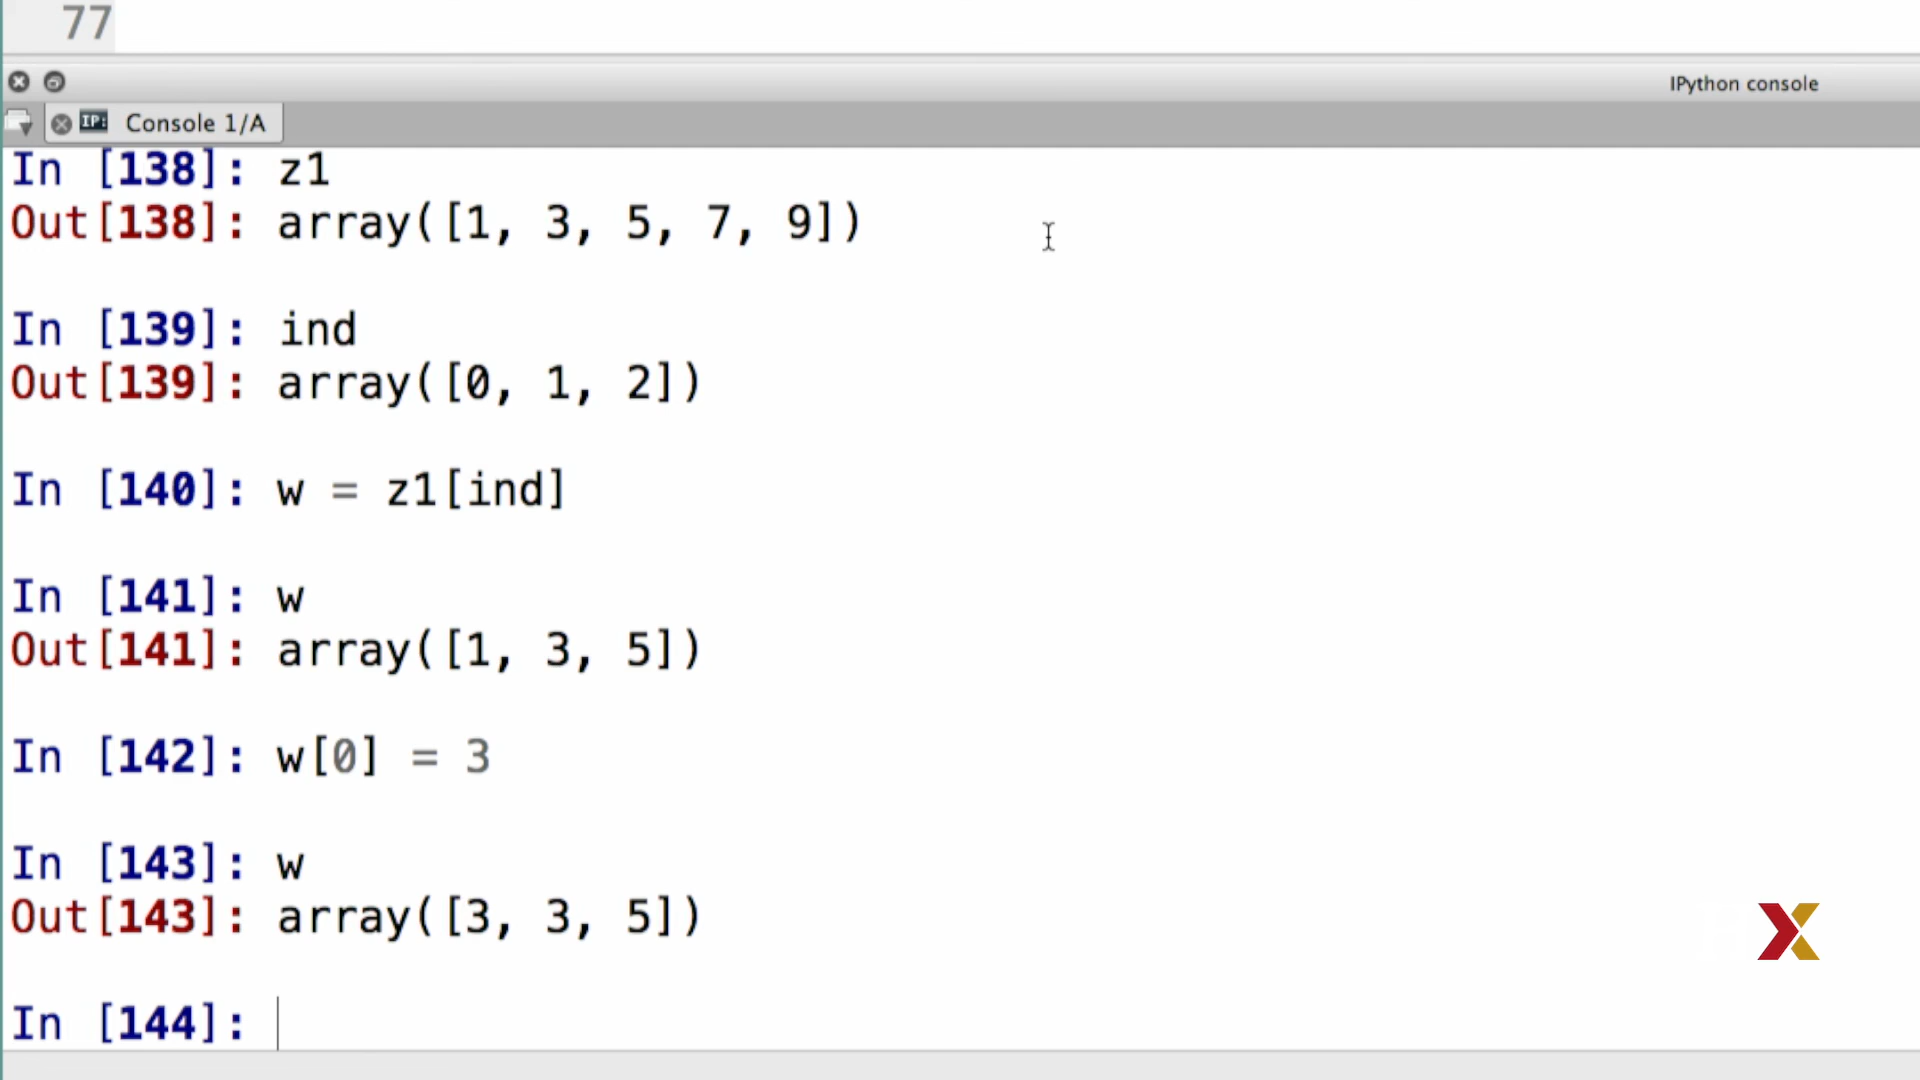 77
IPython console
IP: Console 1/A
In [138]: z1
Out[138]: array([1, 3, 5, 7, 9])
In [139]: ind
Out[139]: array([0, 1, 2])
In [140]: w = z1[ind]
In [141]: w
Out[141]: array([1, 3, 5])
In [142]: w[0] = 3
In [143]: w
Out[143]: array([3, 3, 5])
X
In [144]: